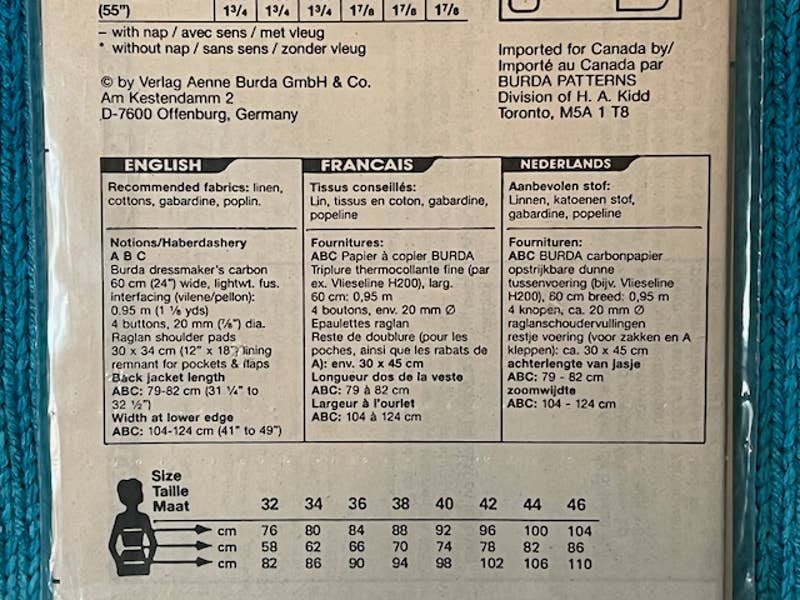 (55")
1³/₄ 1³/₄ 1³/₄ 1⁷/₈ 1⁷/₈ 1⁷/₈
– with nap / avec sens / met vleug
* without nap / sans sens / zonder vleug
© by Verlag Aenne Burda GmbH & Co.
Am Kestendamm 2
D-7600 Offenburg, Germany
Imported for Canada by/
Importé au Canada par
BURDA PATTERNS
Division of H. A. Kidd
Toronto, M5A 1 T8
ENGLISH
Recommended fabrics: linen,
cottons, gabardine, poplin.
Notions/Haberdashery
A B C
Burda dressmaker's carbon
60 cm (24") wide, lightwt. fus.
interfacing (vilene/pellon):
0.95 m (1 ⅛ yds)
4 buttons, 20 mm (⅞") dia.
Raglan shoulder pads
30 x 34 cm (12" x 18") lining
remnant for pockets & flaps
Back jacket length
ABC: 79-82 cm (31 ¼" to
32 ½")
Width at lower edge
ABC: 104-124 cm (41" to 49")
FRANCAIS
Tissus conseillés:
Lin, tissus en coton, gabardine,
popeline
Fournitures:
ABC Papier à copier BURDA
Triplure thermocollante fine (par
ex. Vlieseline H200), larg.
60 cm: 0,95 m
4 boutons, env. 20 mm Ø
Epaulettes raglan
Reste de doublure (pour les
poches, ainsi que les rabats de
A): env. 30 x 45 cm
Longueur dos de la veste
ABC: 79 à 82 cm
Largeur à l'ourlet
ABC: 104 à 124 cm
NEDERLANDS
Aanbevolen stof:
Linnen, katoenen stof,
gabardine, popeline
Fournituren:
ABC BURDA carbonpapier
opstrijkbare dunne
tussenvoering (bijv. Vlieseline
H200), 60 cm breed: 0,95 m
4 knopen, ca. 20 mm Ø
raglanschoudervullingen
restje voering (voor zakken en A
kleppen): ca. 30 x 45 cm
achterlengte van jasje
ABC: 79 - 82 cm
zoomwijdte
ABC: 104 - 124 cm
Size
Taille
Maat 32 34 36 38 40 42 44 46
cm 76 80 84 88 92 96 100 104
cm 58 62 66 70 74 78 82 86
cm 82 86 90 94 98 102 106 110